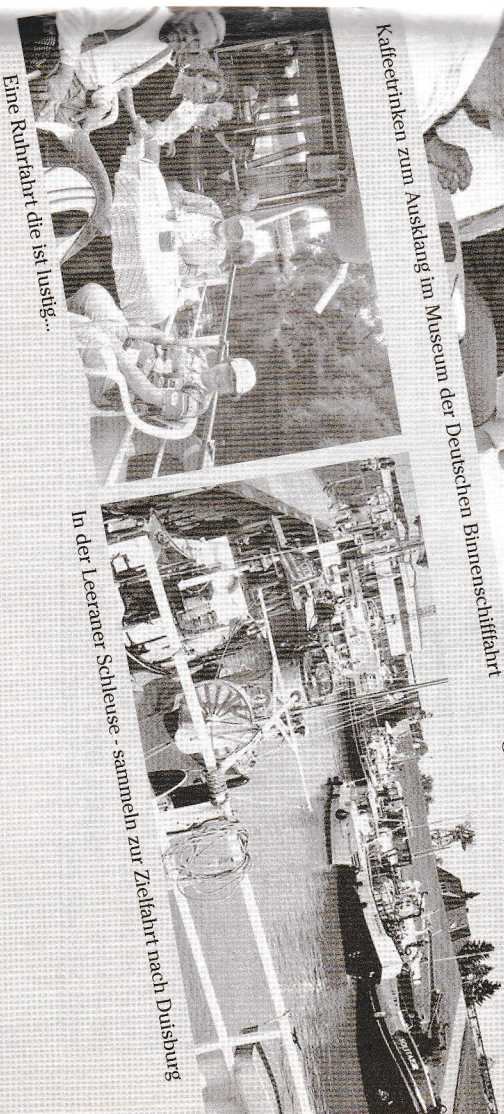 Kaffeetrinken zum Ausklang im Museum der Deutschen Binnenschifffahrt
Eine Ruhrfahrt die ist lustig...
In der Leeraner Schleuse - sammeln zur Zielfahrt nach Duisburg